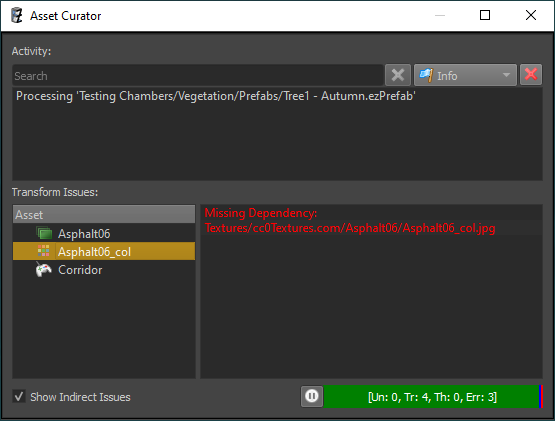 Asset Curator
Activity:
Search
Info
Processing 'Testing Chambers/Vegetation/Prefabs/Tree1 - Autumn.ezPrefab'
Transform Issues:
Asset
Asphalt06
Asphalt06_col
Corridor
Missing Dependency:
Textures/cc0Textures.com/Asphalt06/Asphalt06_col.jpg
Show Indirect Issues
[Un: 0, Tr: 4, Th: 0, Err: 3]